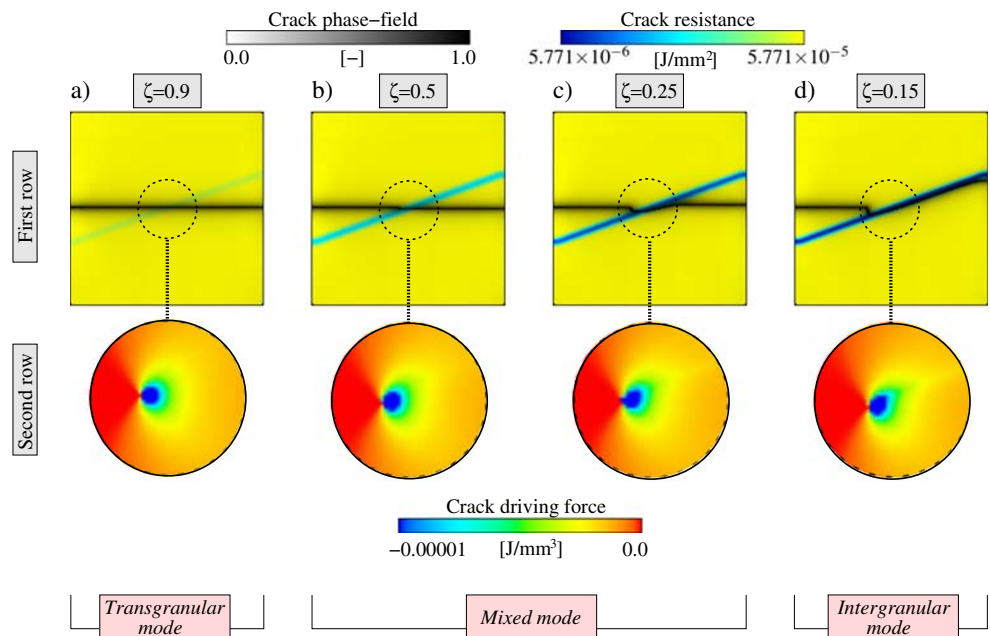 Crack phase-field
Crack resistance
0.0 [-] 1.0
5.771×10⁻⁶ [J/mm²] 5.771×10⁻⁵
a) ζ=0.9
b) ζ=0.5
c) ζ=0.25
d) ζ=0.15
First row
Second row
Crack driving force
-0.00001 [J/mm³] 0.0
Transgranular
mode
Mixed mode
Intergranular
mode